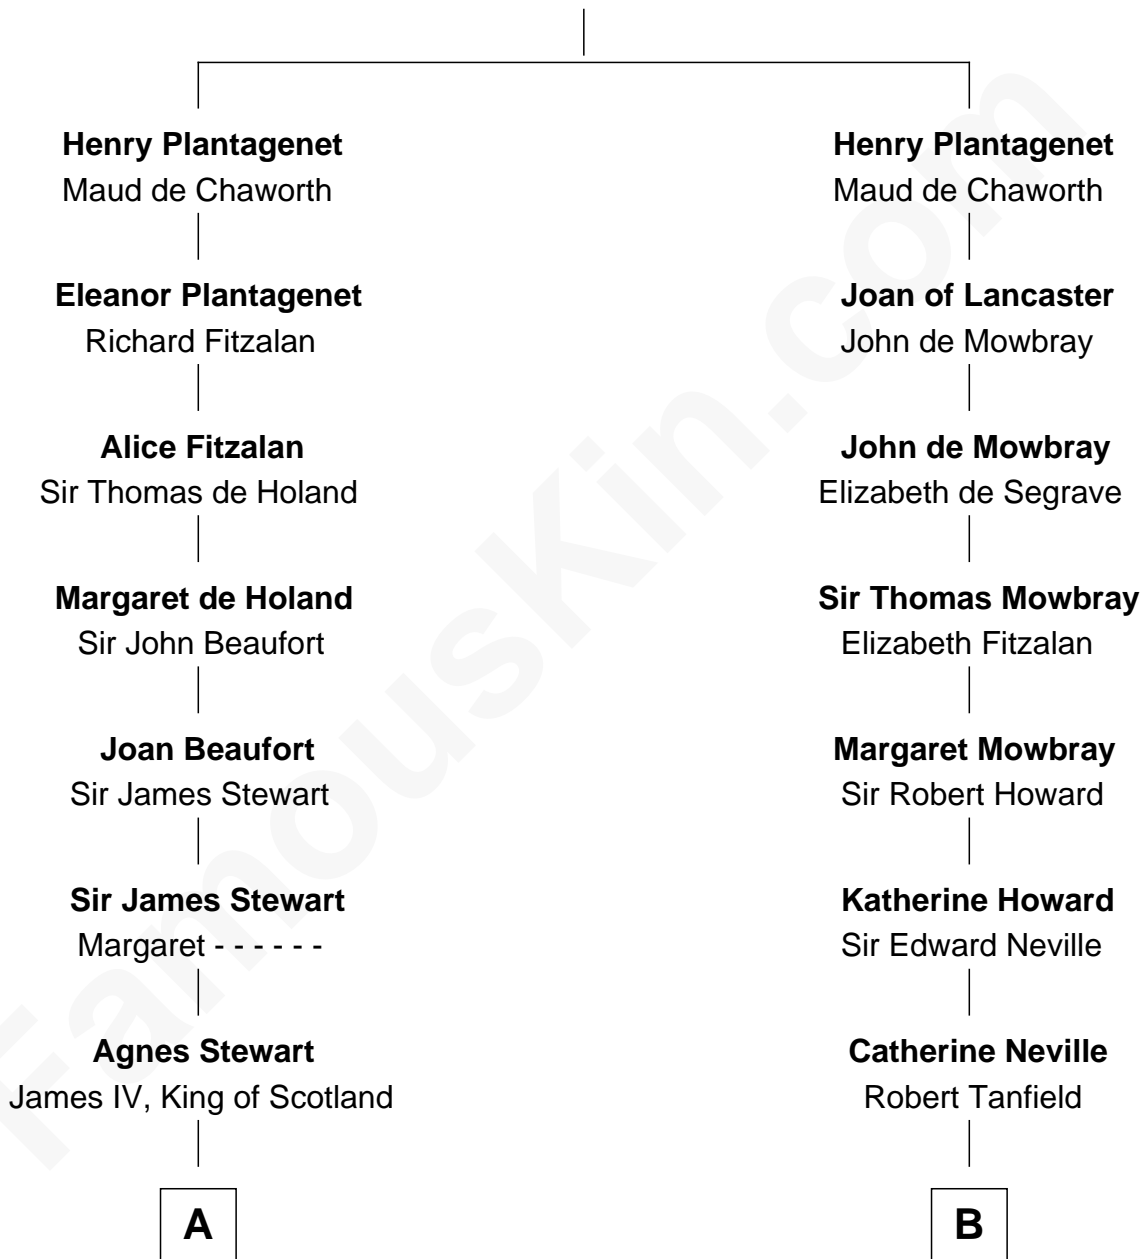 Henry Plantagenet
Maud de Chaworth
Eleanor Plantagenet
Richard Fitzalan
Alice Fitzalan
Sir Thomas de Holand
Margaret de Holand
Sir John Beaufort
Joan Beaufort
Sir James Stewart
Sir James Stewart
Margaret - - - - - -
Agnes Stewart
James IV, King of Scotland
A
Henry Plantagenet
Maud de Chaworth
Joan of Lancaster
John de Mowbray
John de Mowbray
Elizabeth de Segrave
Sir Thomas Mowbray
Elizabeth Fitzalan
Margaret Mowbray
Sir Robert Howard
Katherine Howard
Sir Edward Neville
Catherine Neville
Robert Tanfield
B
FamousKin.com